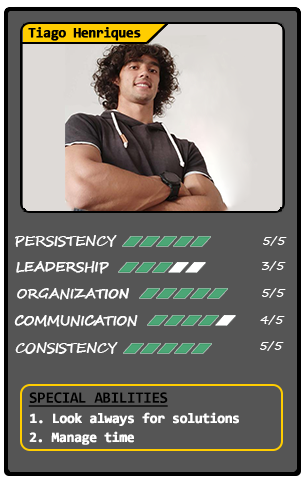 Tiago Henriques
PERSISTENCY 5/5
LEADERSHIP 3/5
ORGANIZATION 5/5
COMMUNICATION 4/5
CONSISTENCY 5/5
SPECIAL ABILITIES
1. Look always for solutions
2. Manage time